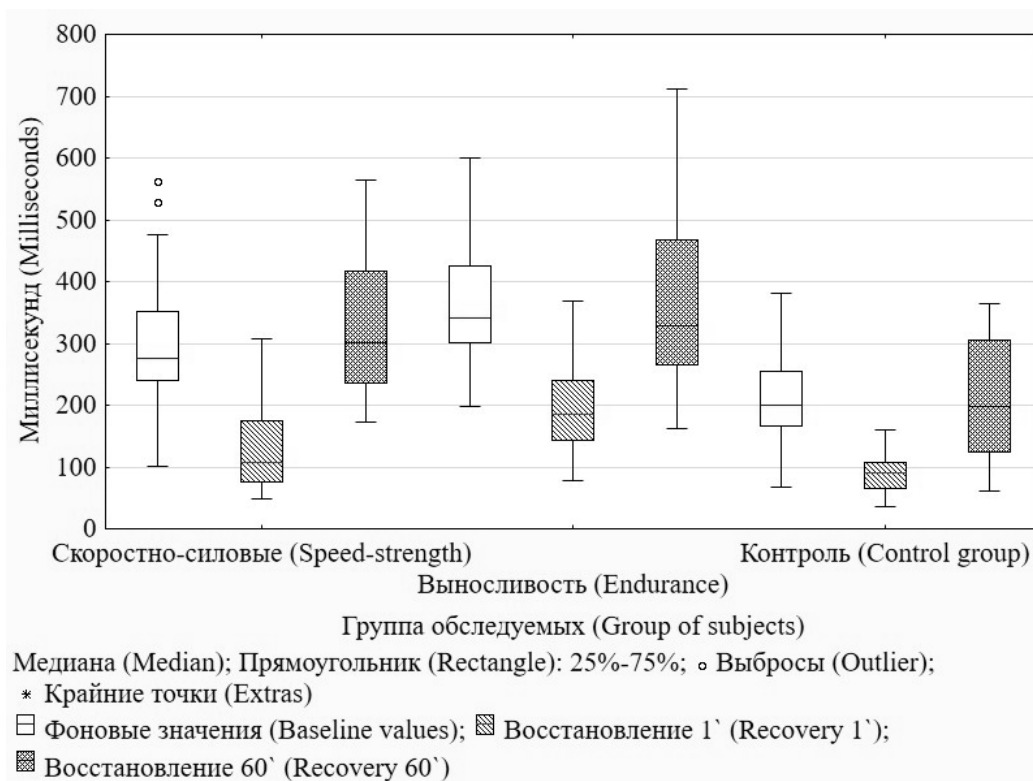 Миллисекунд (Milliseconds)
800
700
600
500
400
300
200
100
0
Скоростно-силовые (Speed-strength)
Контроль (Control group)
Выносливость (Endurance)
Группа обследуемых (Group of subjects)
Медиана (Median); Прямоугольник (Rectangle): 25%-75%; Выбросы (Outlier);
Крайние точки (Extras)
Фоновые значения (Baseline values); Восстановление 1` (Recovery 1`);
Восстановление 60` (Recovery 60`)